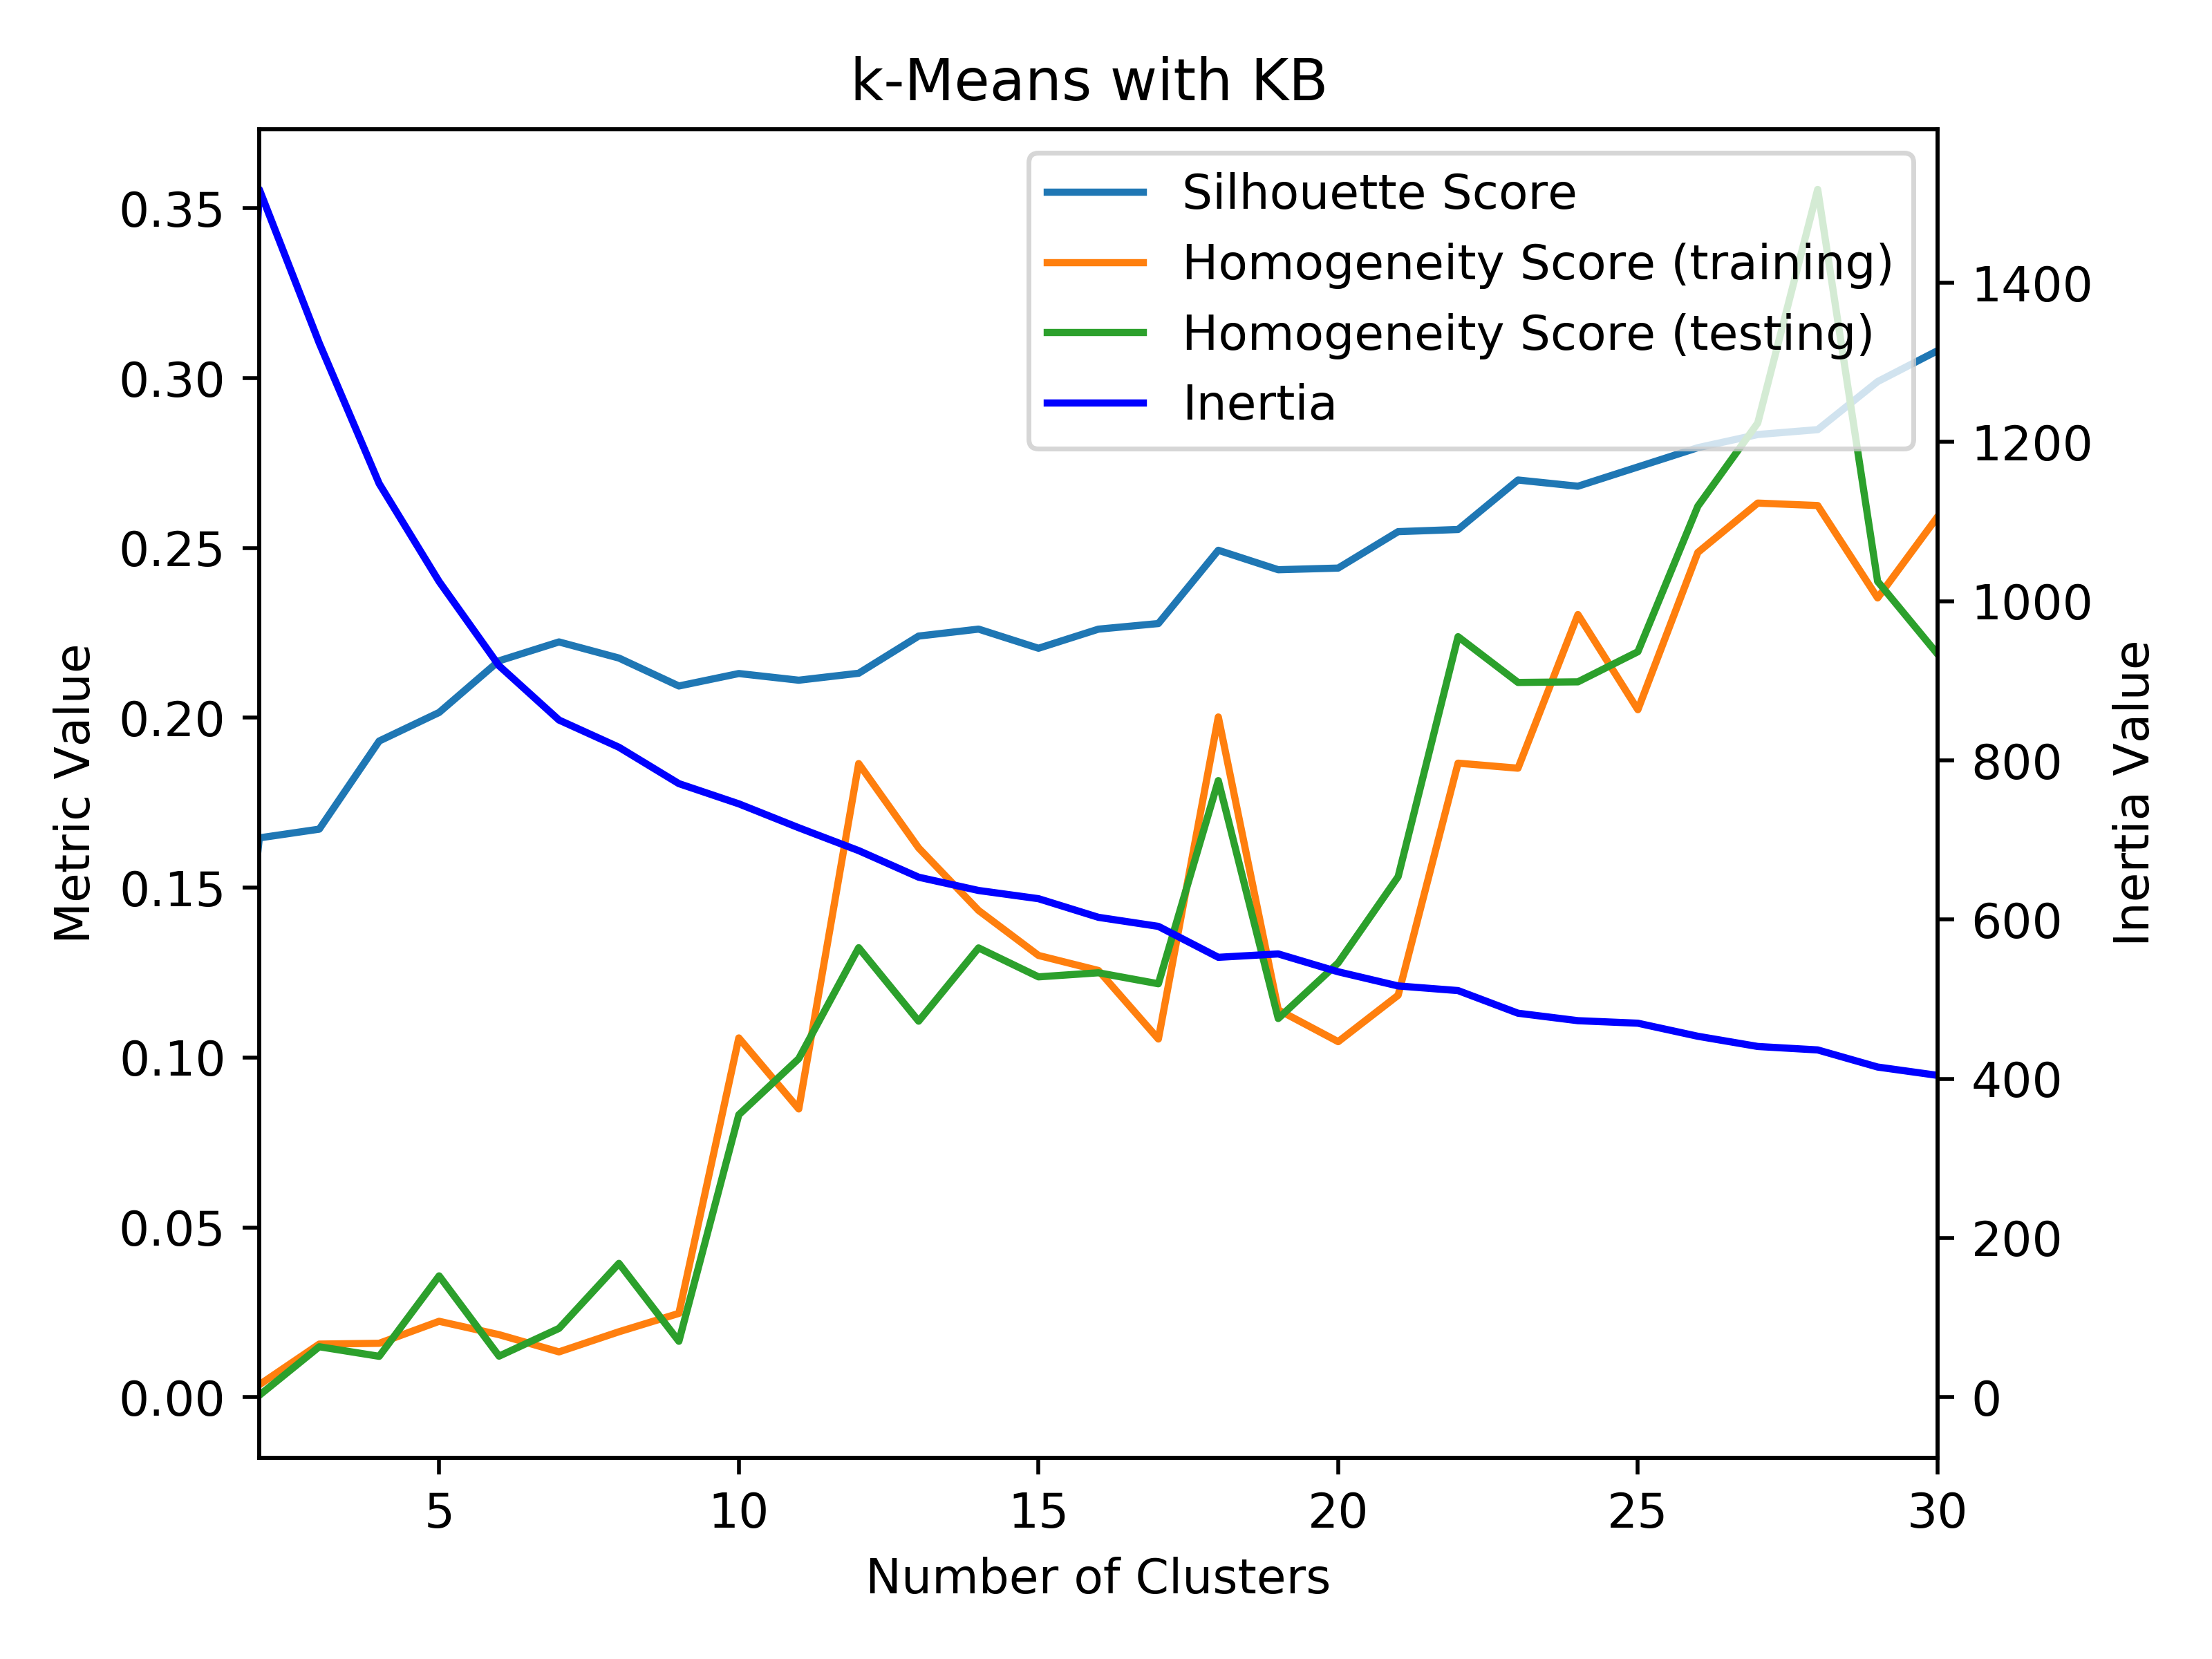 k-Means with KB
Silhouette Score
Homogeneity Score (training)
Homogeneity Score (testing)
Inertia
Metric Value
0.35
0.30
0.25
0.20
0.15
0.10
0.05
0.00
1400
1200
1000
800
600
400
200
0
Inertia Value
5 10 15 20 25 30
Number of Clusters